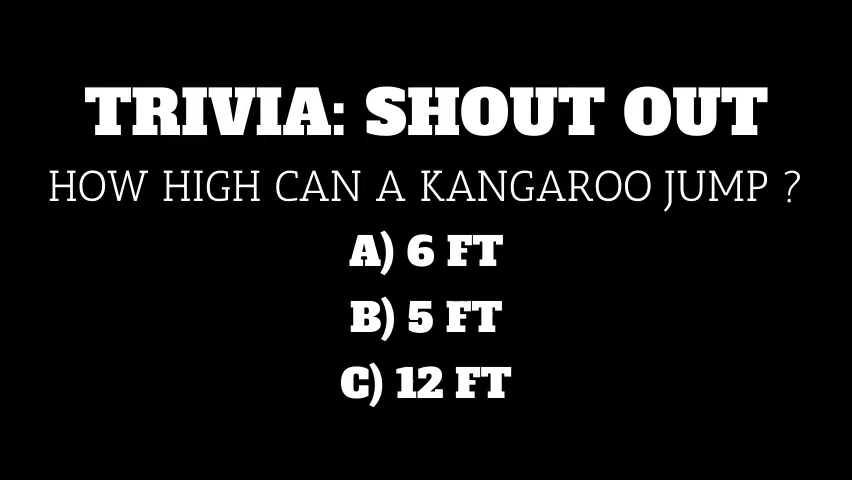 TRIVIA: SHOUT OUT
HOW HIGH CAN A KANGAROO JUMP ?
A) 6 FT
B) 5 FT
C) 12 FT